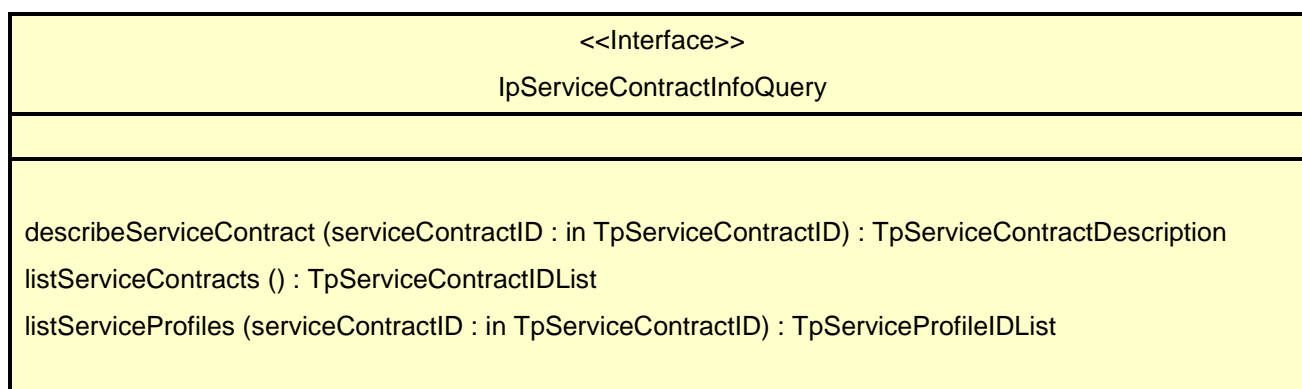 <<Interface>>
IpServiceContractInfoQuery
describeServiceContract (serviceContractID : in TpServiceContractID) : TpServiceContractDescription
listServiceContracts () : TpServiceContractIDList
listServiceProfiles (serviceContractID : in TpServiceContractID) : TpServiceProfileIDList